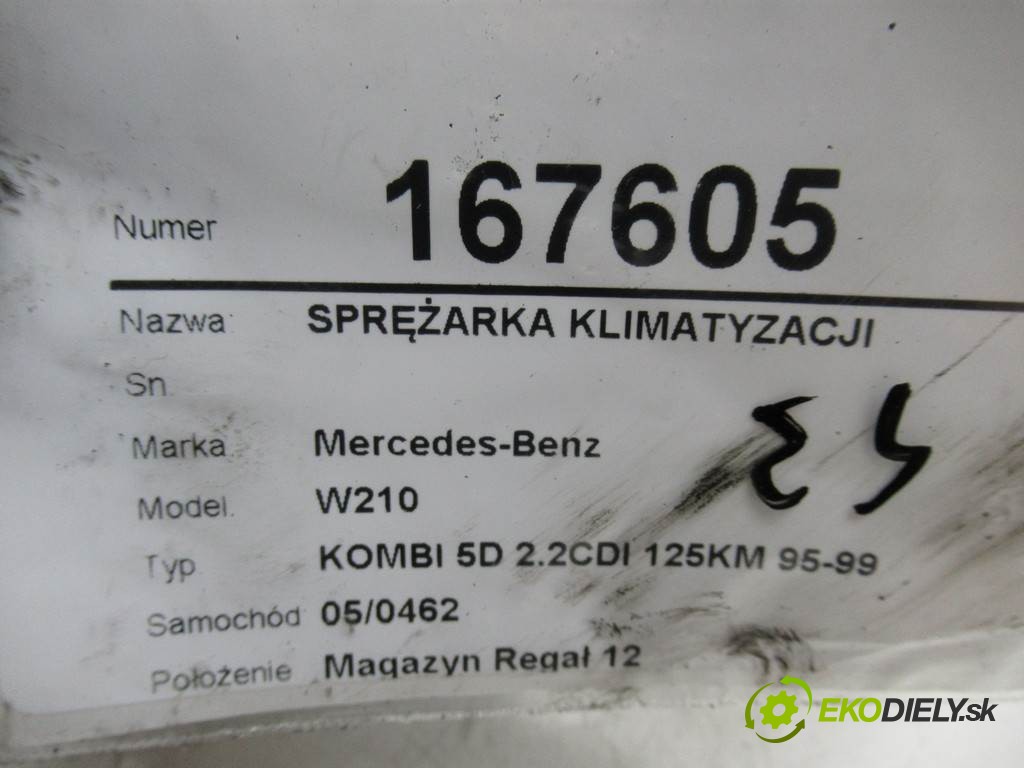 Numer 167605
Nazwa: SPRĘŻARKA KLIMATYZACJI
Sn.
Marka: Mercedes-Benz
Model. W210
Typ KOMBI 5D 2.2CDI 125KM 95-99
Samochód 05/0462
Położenie Magazyn Regał 12
EKODIELY.sk